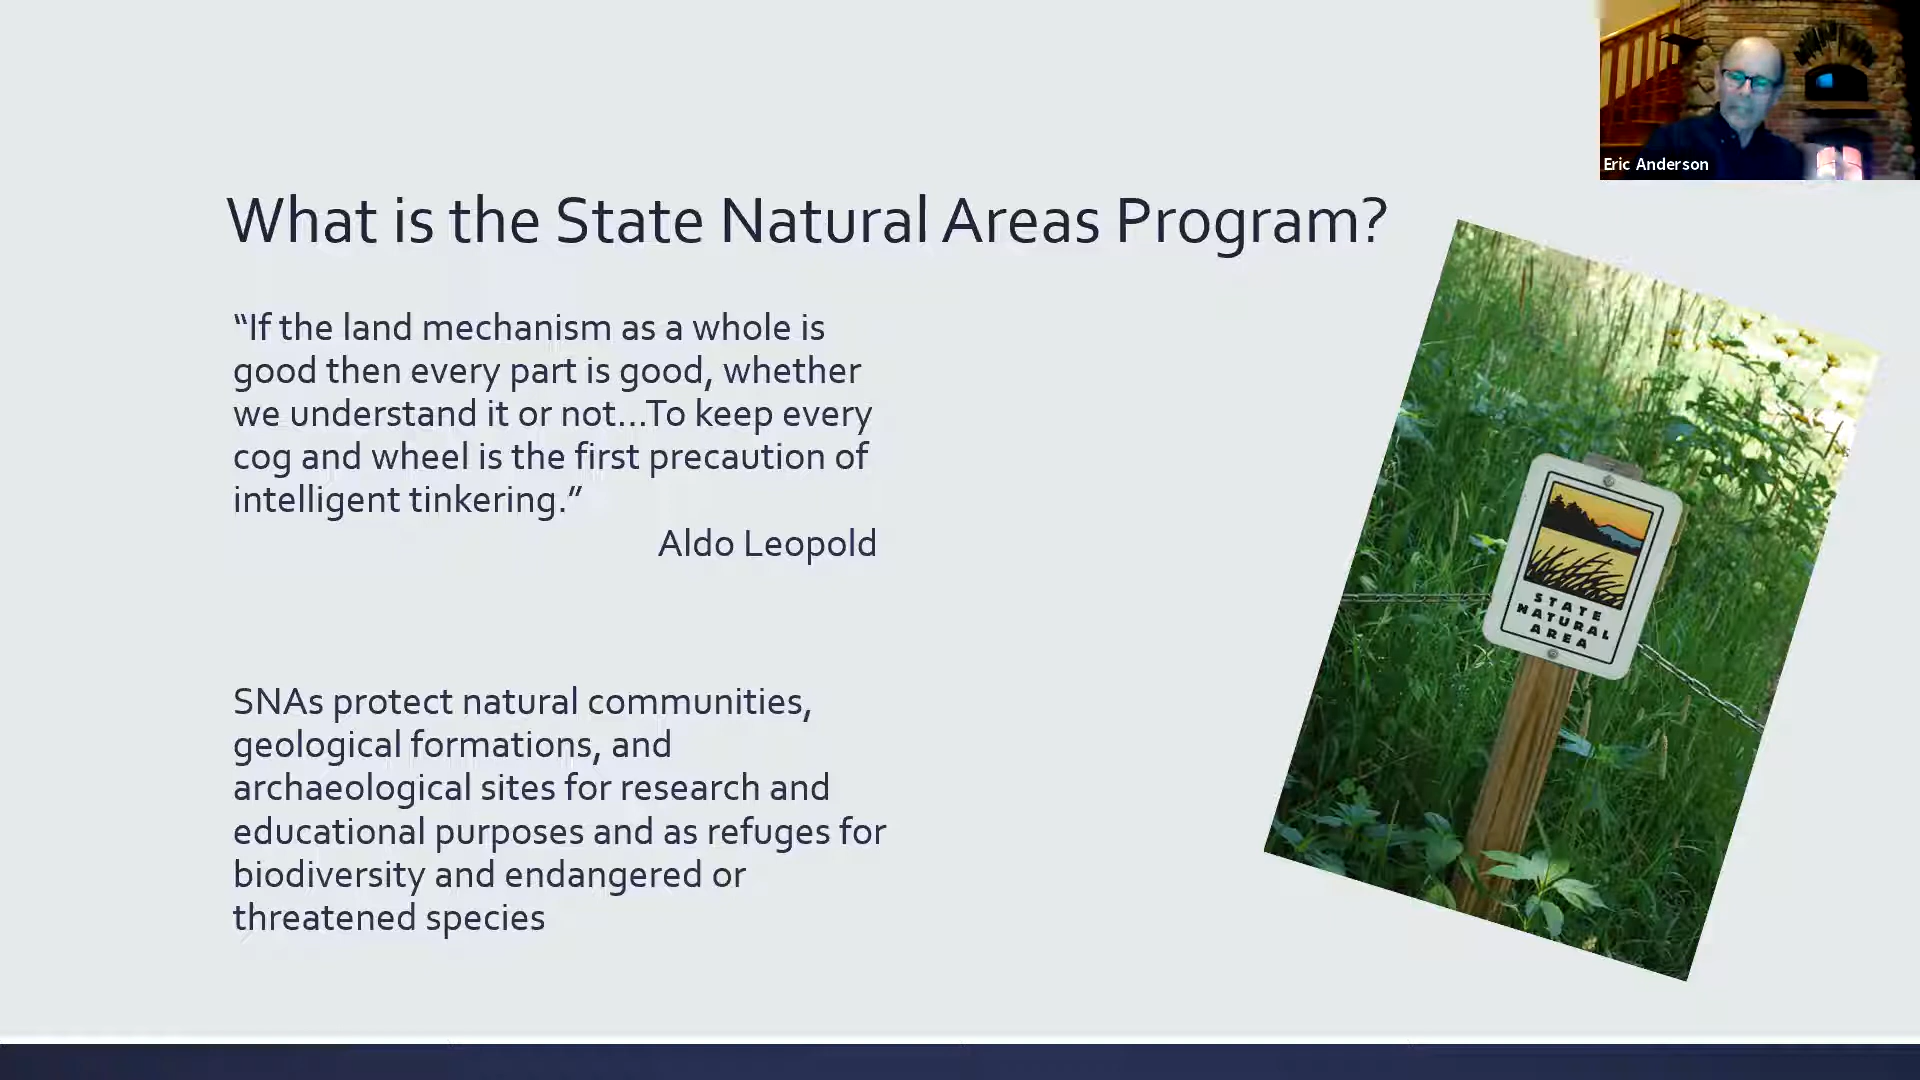 Eric Anderson
What is the State Natural Areas Program?
“If the land mechanism as a whole is
good then every part is good, whether
we understand it or not...To keep every
cog and wheel is the first precaution of
intelligent tinkering.”
Aldo Leopold
SNAs protect natural communities,
geological formations, and
archaeological sites for research and
educational purposes and as refuges for
biodiversity and endangered or
threatened species
STATE
NATURAL
AREA